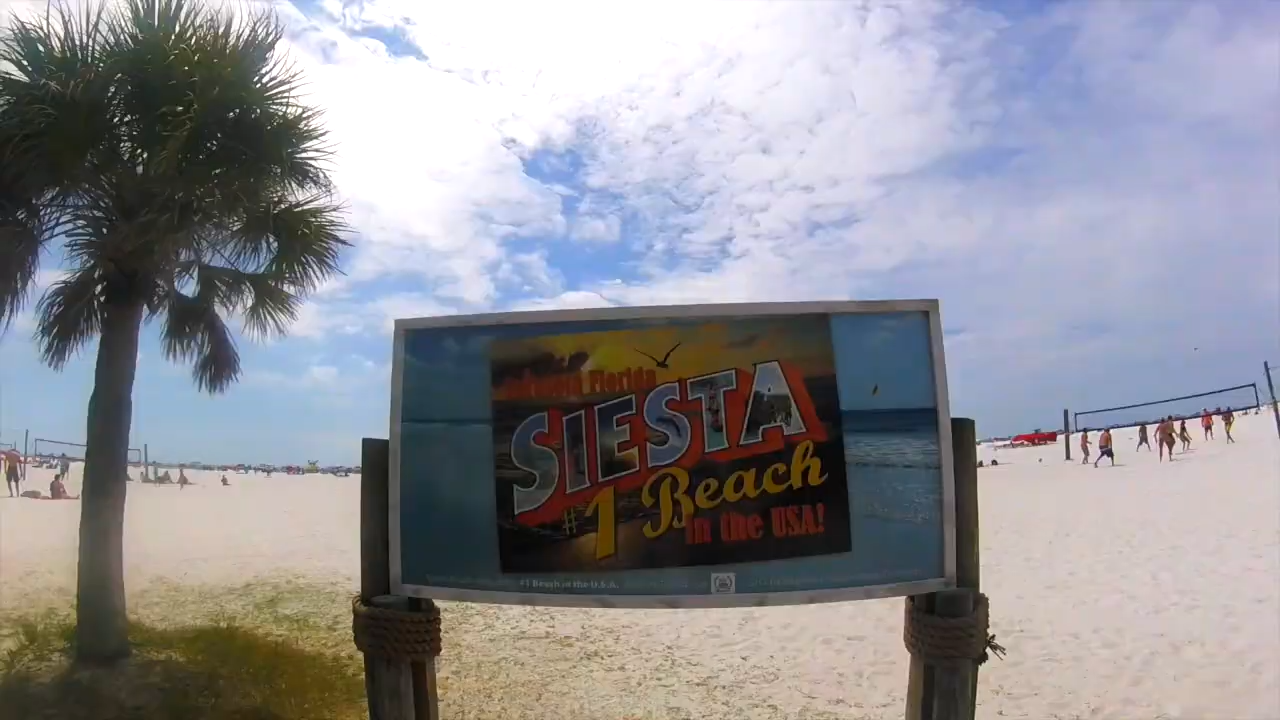 Florida
SIESTA
#1 Beach
in the USA!
#1 Beach in the U.S.A.